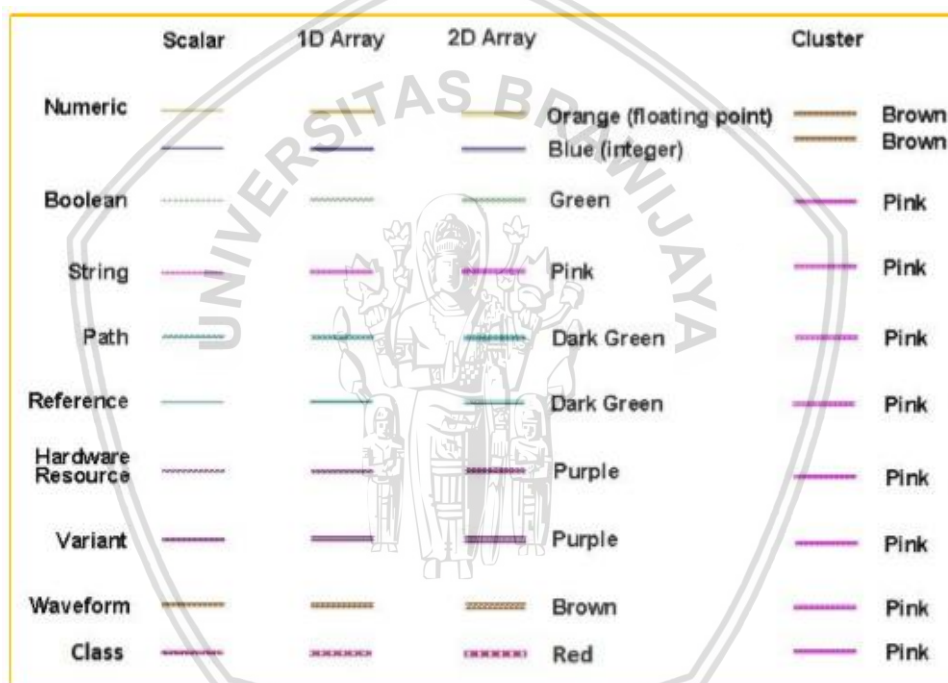 Scalar 1D Array 2D Array Cluster
Numeric Orange (floating point) Brown
Blue (integer) Brown
Boolean Green Pink
String Pink Pink
Path Dark Green Pink
Reference Dark Green Pink
Hardware
Resource Purple Pink
Variant Purple Pink
Waveform Brown Pink
Class Red Pink
UNIVERSITAS BRAWIJAYA